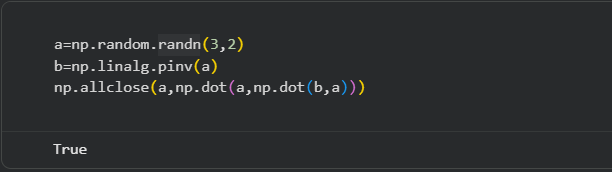 a=np.random.randn(3,2)
b=np.linalg.pinv(a)
np.allclose(a,np.dot(a,np.dot(b,a)))
True